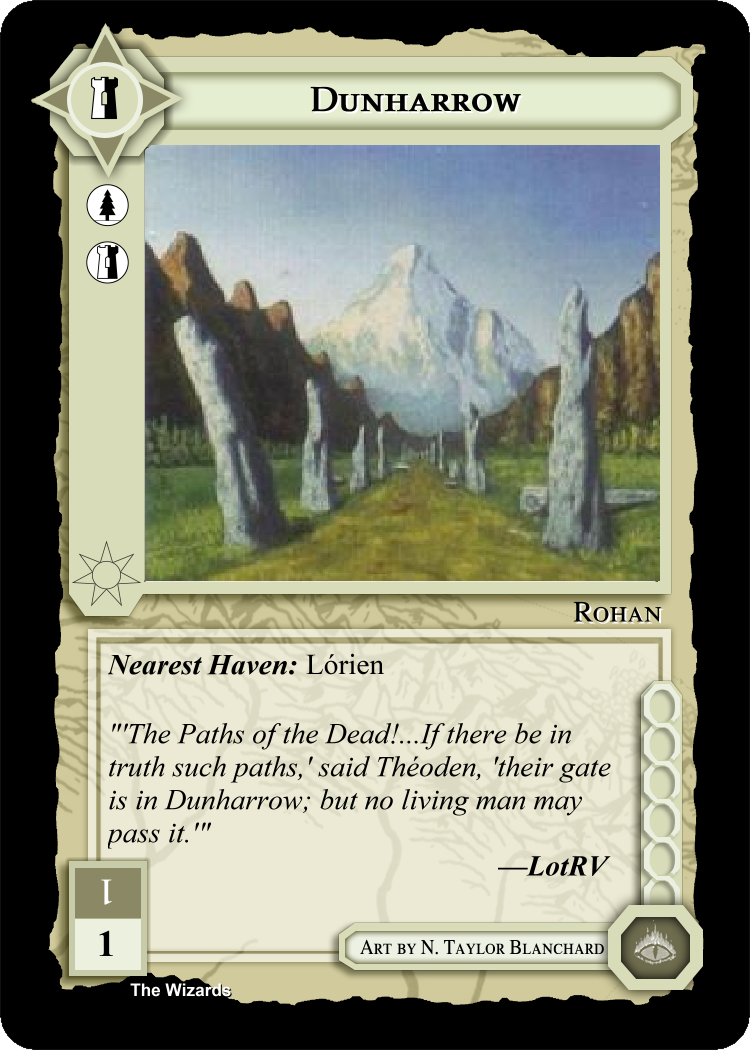 Dunharrow
Rohan
Nearest Haven: Lórien
"'The Paths of the Dead!...If there be in
truth such paths,' said Théoden, 'their gate
is in Dunharrow; but no living man may
pass it.'"
—LotRV
1
1
Art by N. Taylor Blanchard
The Wizards